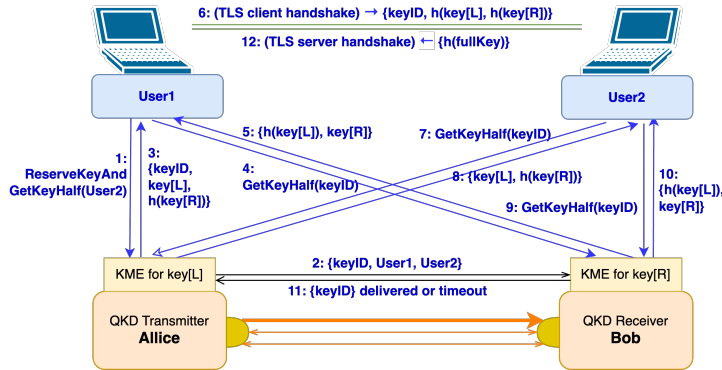 6: (TLS client handshake) → {keyID, h(key[L], h(key[R])}
12: (TLS server handshake) ← {h(fullKey)}
User1
User2
1:
ReserveKeyAnd
GetKeyHalf(User2)
3:
{keyID,
key[L],
h(key[R])}
5: {h(key[L]), key[R]}
4:
GetKeyHalf(keyID)
7: GetKeyHalf(keyID)
8: {key[L], h(key[R])}
9: GetKeyHalf(keyID)
10:
{h(key[L]),
key[R]}
KME for key[L]
2: {keyID, User1, User2}
KME for key[R]
11: {keyID} delivered or timeout
QKD Transmitter
Allice
QKD Receiver
Bob